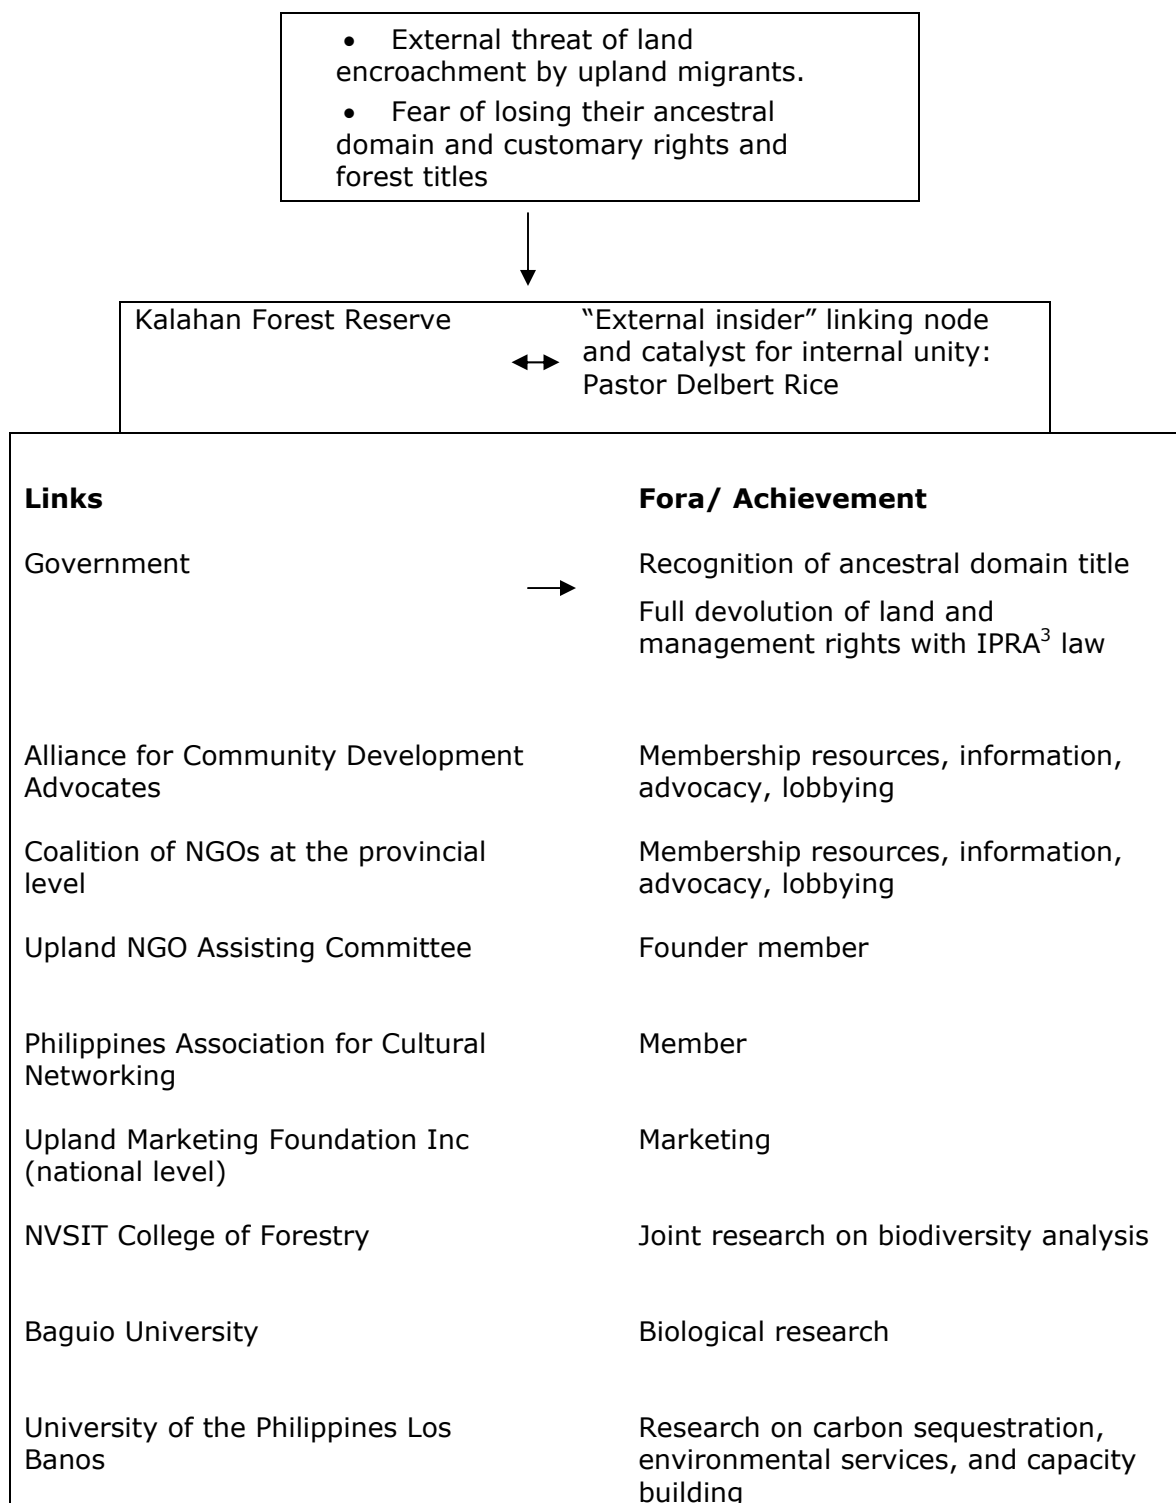 • External threat of land
encroachment by upland migrants.
• Fear of losing their ancestral
domain and customary rights and
forest titles
Kalahan Forest Reserve
“External insider” linking node
and catalyst for internal unity:
Pastor Delbert Rice
Links
Fora/ Achievement
Government
Recognition of ancestral domain title
Full devolution of land and
management rights with IPRA³ law
Alliance for Community Development
Advocates
Membership resources, information,
advocacy, lobbying
Coalition of NGOs at the provincial
level
Membership resources, information,
advocacy, lobbying
Upland NGO Assisting Committee
Founder member
Philippines Association for Cultural
Networking
Member
Upland Marketing Foundation Inc
(national level)
Marketing
NVSIT College of Forestry
Joint research on biodiversity analysis
Baguio University
Biological research
University of the Philippines Los
Banos
Research on carbon sequestration,
environmental services, and capacity
building